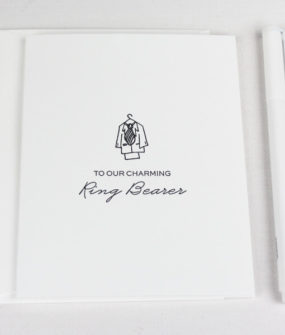 TO OUR CHARMING
Ring Bearer